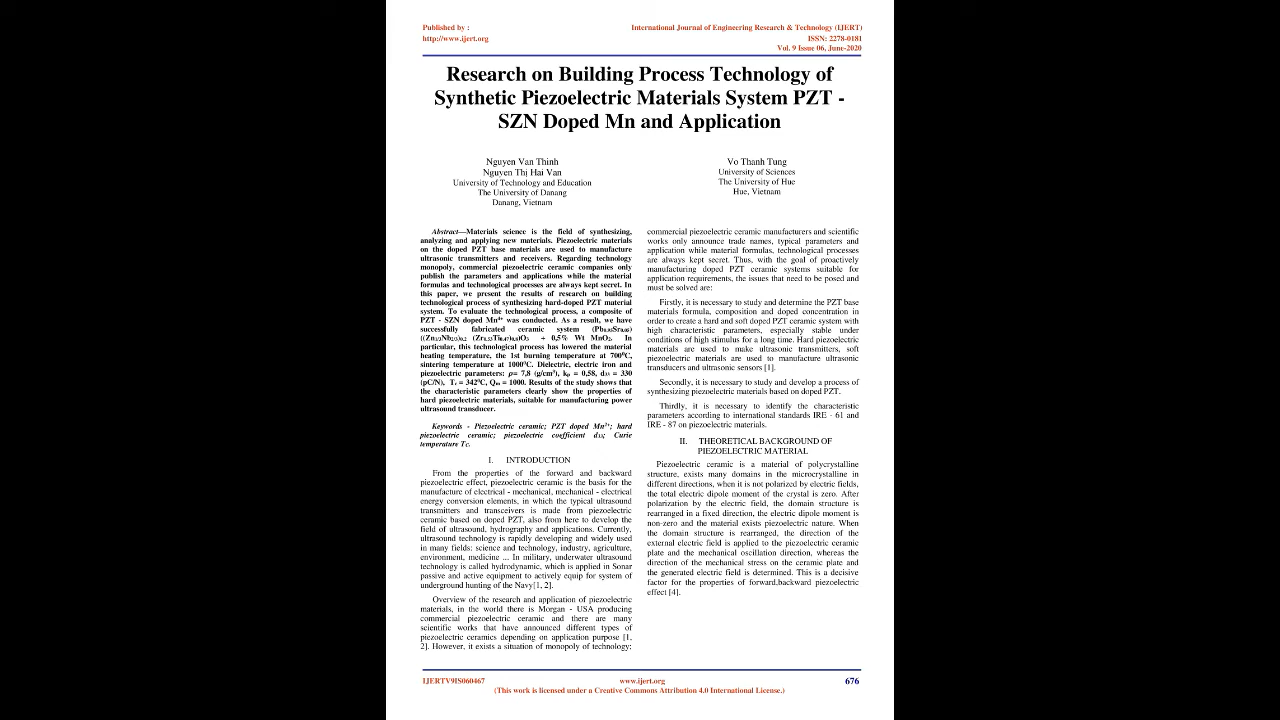 Published by :
http://www.ijert.org
International Journal of Engineering Research & Technology (IJERT)
ISSN: 2278-0181
Vol. 9 Issue 06, June-2020
Research on Building Process Technology of
Synthetic Piezoelectric Materials System PZT -
SZN Doped Mn and Application
Nguyen Van Thinh
Nguyen Thị Hai Van
University of Technology and Education
The University of Danang
Danang, Vietnam
Vo Thanh Tung
University of Sciences
The University of Hue
Hue, Vietnam
Abstract—Materials science is the field of synthesizing,
analyzing and applying new materials. Piezoelectric materials
on the doped PZT base materials are used to manufacture
ultrasonic transmitters and receivers. Regarding technology
monopoly, commercial piezoelectric ceramic companies only
publish the parameters and applications while the material
formulas and technological processes are always kept secret. In
this paper, we present the results of research on building
technological process of synthesizing hard-doped PZT material
system. To evaluate the technological process, a composite of
PZT - SZN doped Mn⁴⁺ was conducted. As a result, we have
successfully fabricated ceramic system (Pb₀.₉₅Sr₀.₀₅)
((Zn₁/₃Nb₂/₃)₀.₂ (Zr₀.₅₃Ti₀.₄₇)₀.₈)O₃ + 0,5% Wt MnO₂. In
particular, this technological process has lowered the material
heating temperature, the 1st burning temperature at 700⁰C,
sintering temperature at 1000⁰C. Dielectric, electric iron and
piezoelectric parameters: ρ= 7,8 (g/cm³), kₚ = 0,58, d₃₁ = 330
(pC/N), Tc = 342⁰C, Qₘ = 1000. Results of the study shows that
the characteristic parameters clearly show the properties of
hard piezoelectric materials, suitable for manufacturing power
ultrasound transducer.
Keywords - Piezoelectric ceramic; PZT doped Mn²⁺; hard
piezoelectric ceramic; piezoelectric coefficient d₃₃; Curie
temperature Tc.
I. INTRODUCTION
From the properties of the forward and backward
piezoelectric effect, piezoelectric ceramic is the basis for the
manufacture of electrical - mechanical, mechanical - electrical
energy conversion elements, in which the typical ultrasound
transmitters and transceivers is made from piezoelectric
ceramic based on doped PZT, also from here to develop the
field of ultrasound, hydrography and applications. Currently,
ultrasound technology is rapidly developing and widely used
in many fields: science and technology, industry, agriculture,
environment, medicine ... In military, underwater ultrasound
technology is called hydrodynamic, which is applied in Sonar
passive and active equipment to actively equip for system of
underground hunting of the Navy[1, 2].
Overview of the research and application of piezoelectric
materials, in the world there is Morgan - USA producing
commercial piezoelectric ceramic and there are many
scientific works that have announced different types of
piezoelectric ceramics depending on application purpose [1,
2]. However, it exists a situation of monopoly of technology;
commercial piezoelectric ceramic manufacturers and scientific
works only announce trade names, typical parameters and
application while material formulas, technological processes
are always kept secret. Thus, with the goal of proactively
manufacturing doped PZT ceramic systems suitable for
application requirements, the issues that need to be posed and
must be solved are:
Firstly, it is necessary to study and determine the PZT base
materials formula, composition and doped concentration in
order to create a hard and soft doped PZT ceramic system with
high characteristic parameters, especially stable under
conditions of high stimulus for a long time. Hard piezoelectric
materials are used to make ultrasonic transmitters, soft
piezoelectric materials are used to manufacture ultrasonic
transducers and ultrasonic sensors [1].
Secondly, it is necessary to study and develop a process of
synthesizing piezoelectric materials based on doped PZT.
Thirdly, it is necessary to identify the characteristic
parameters according to international standards IRE - 61 and
IRE - 87 on piezoelectric materials.
II. THEORETICAL BACKGROUND OF
PIEZOELECTRIC MATERIAL
Piezoelectric ceramic is a material of polycrystalline
structure, exists many domains in the microcrystalline in
different directions, when it is not polarized by electric fields,
the total electric dipole moment of the crystal is zero. After
polarization by the electric field, the domain structure is
rearranged in a fixed direction, the electric dipole moment is
non-zero and the material exists piezoelectric nature. When
the domain structure is rearranged, the direction of the
external electric field is applied to the piezoelectric ceramic
plate and the mechanical oscillation direction, whereas the
direction of the mechanical stress on the ceramic plate and
the generated electric field is determined. This is a decisive
factor for the properties of forward,backward piezoelectric
effect [4].
IJERTV9IS060467
www.ijert.org
(This work is licensed under a Creative Commons Attribution 4.0 International License.)
676